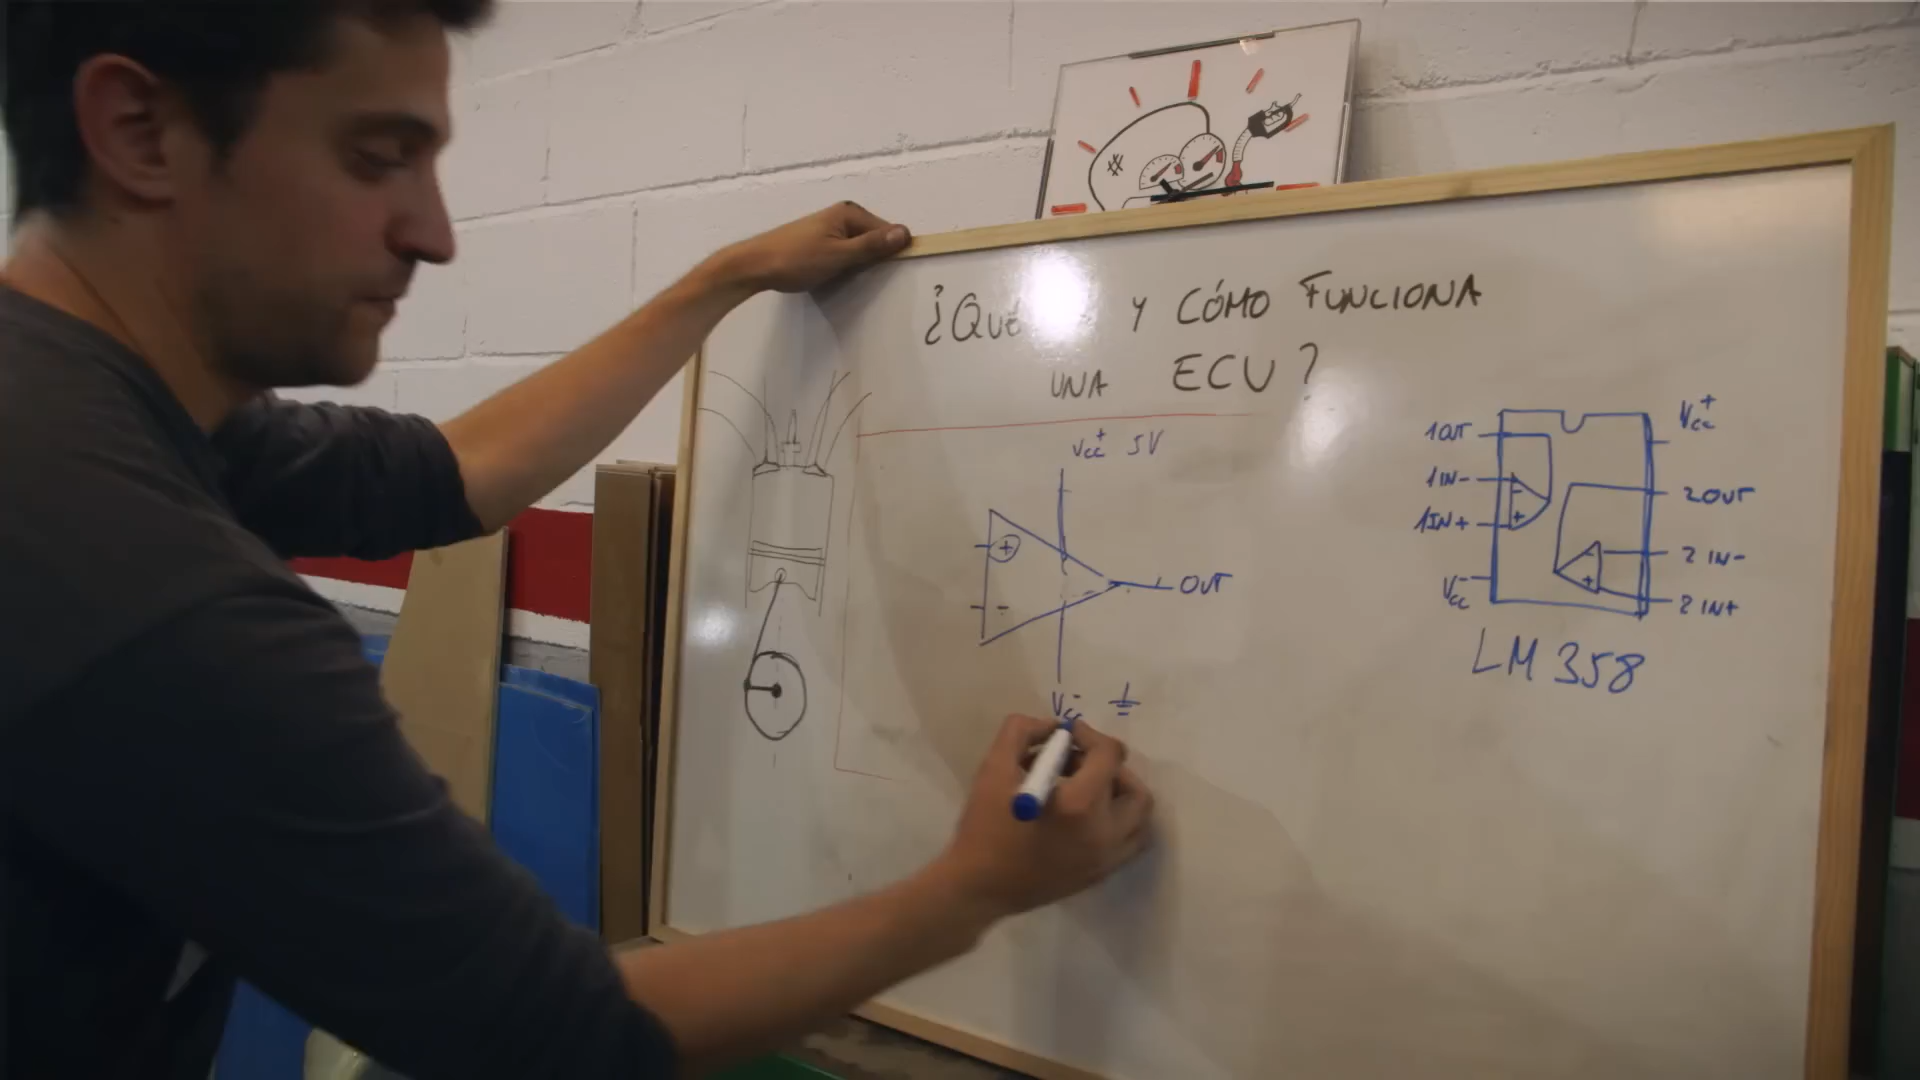 ¿Qué Y CÓMO FUNCIONA
UNA ECU?
Vcc+ 5V
+
-
OUT
Vcc-
1OUT
1IN-
1IN+
Vcc-
-
+
Vcc+
2OUT
2IN-
2IN+
-
+
LM358